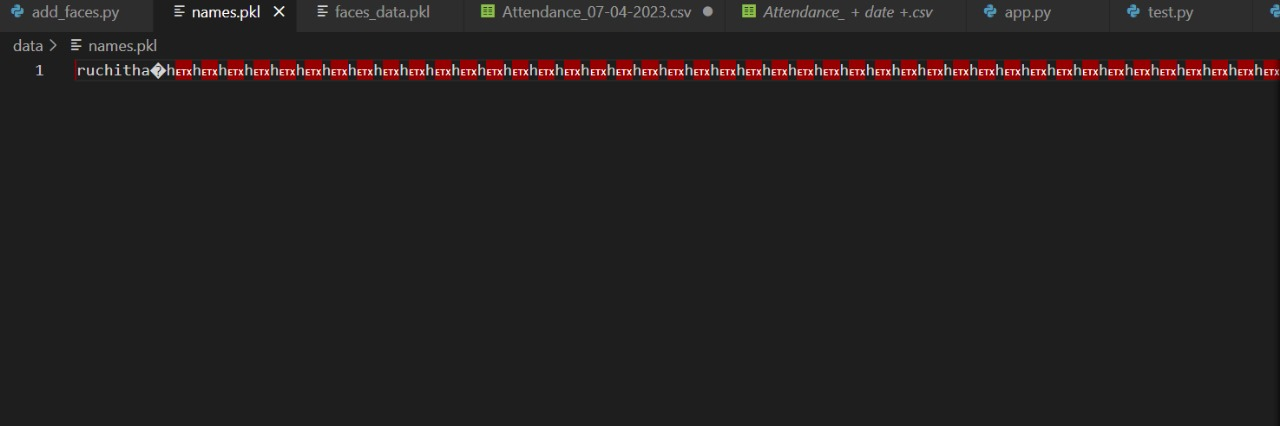 add_faces.py names.pkl faces_data.pkl Attendance_07-04-2023.csv Attendance_ + date +.csv app.py test.py
data > names.pkl
1 ruchitha�hETXhETXhETXhETXhETXhETXhETXhETXhETXhETXhETXhETXhETXhETXhETXhETXhETXhETXhETXhETXhETXhETXhETXhETXhETXhETXhETXhETXhETXhETXhETXhETXhETXhETXhETXhETXhETXhETXhETXhETXhETXhETXhETX